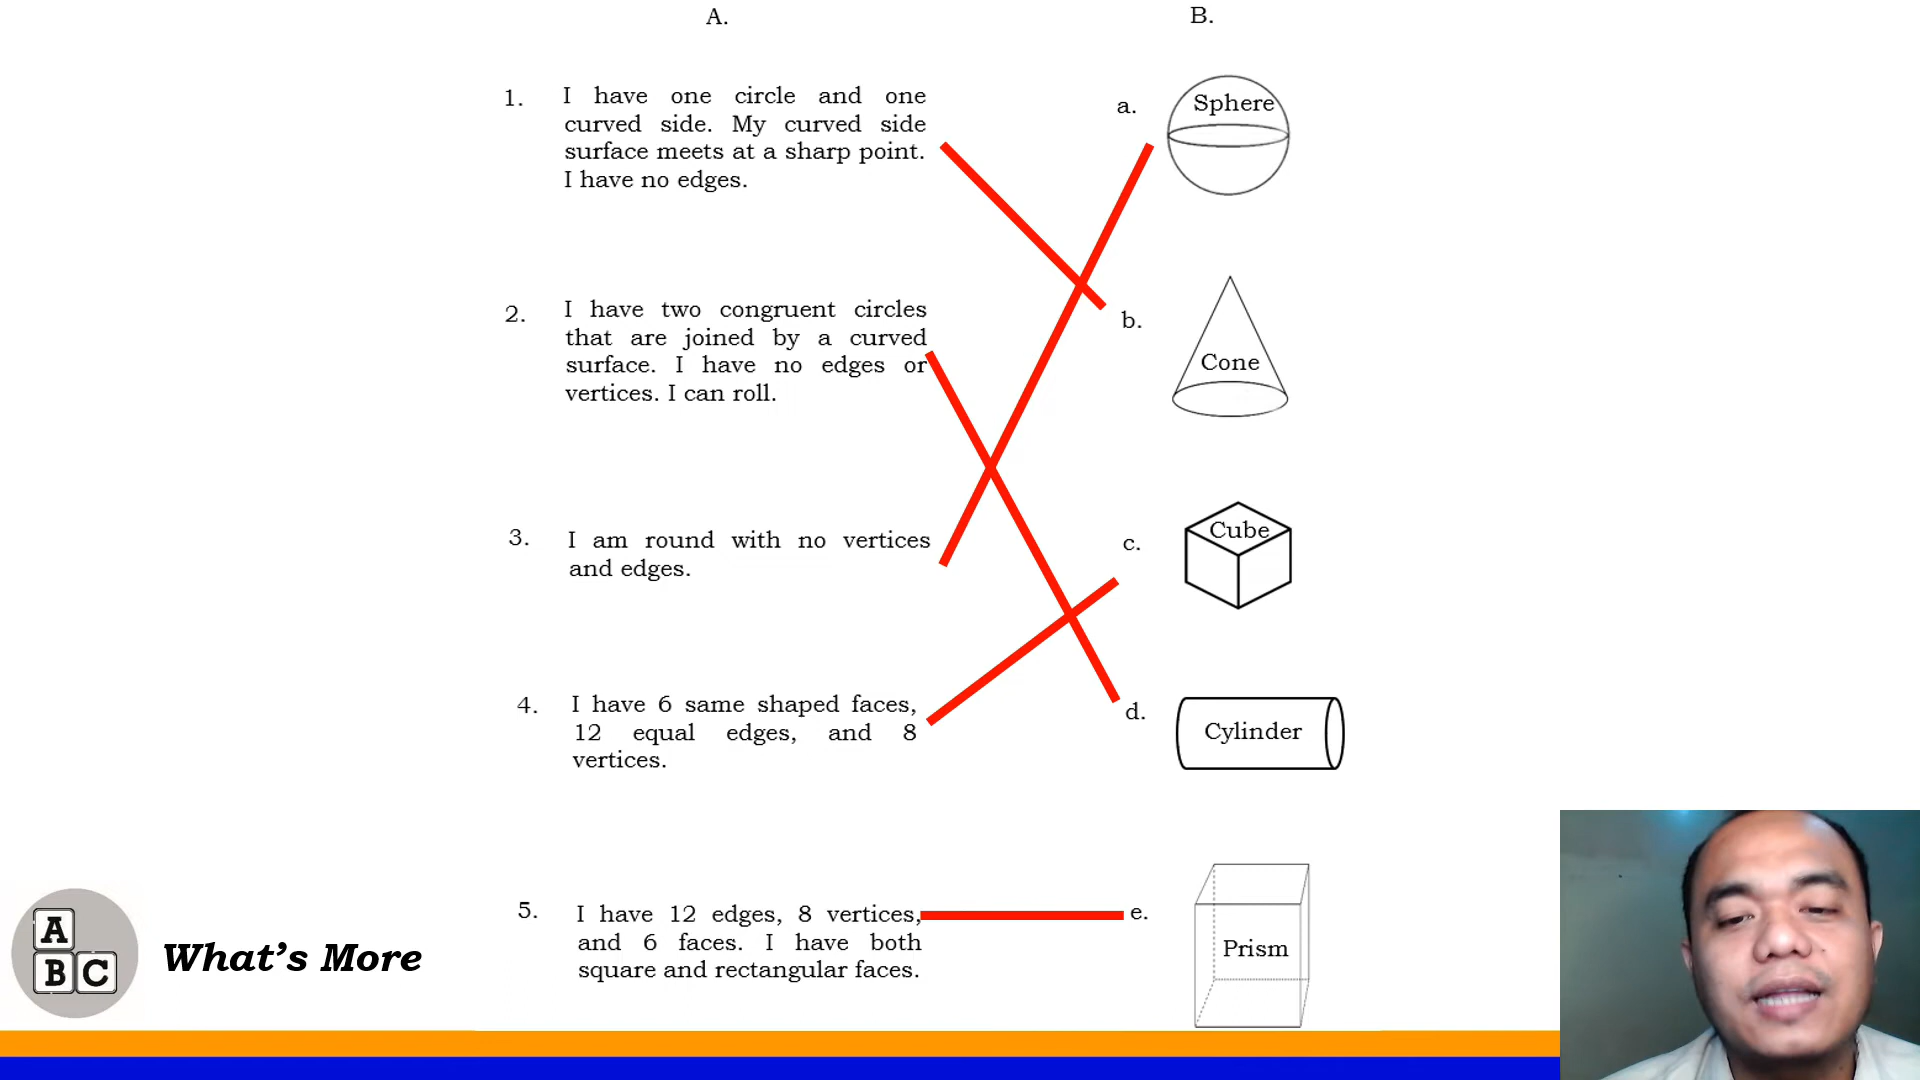 A.
B.
1.
I have one circle and one
curved side. My curved side
surface meets at a sharp point.
I have no edges.
a.
Sphere
2.
I have two congruent circles
that are joined by a curved
surface. I have no edges or
vertices. I can roll.
b.
Cone
3.
I am round with no vertices
and edges.
c.
Cube
4.
I have 6 same shaped faces,
12 equal edges, and 8
vertices.
d.
Cylinder
5.
I have 12 edges, 8 vertices,
and 6 faces. I have both
square and rectangular faces.
e.
Prism
A
B C
What's More